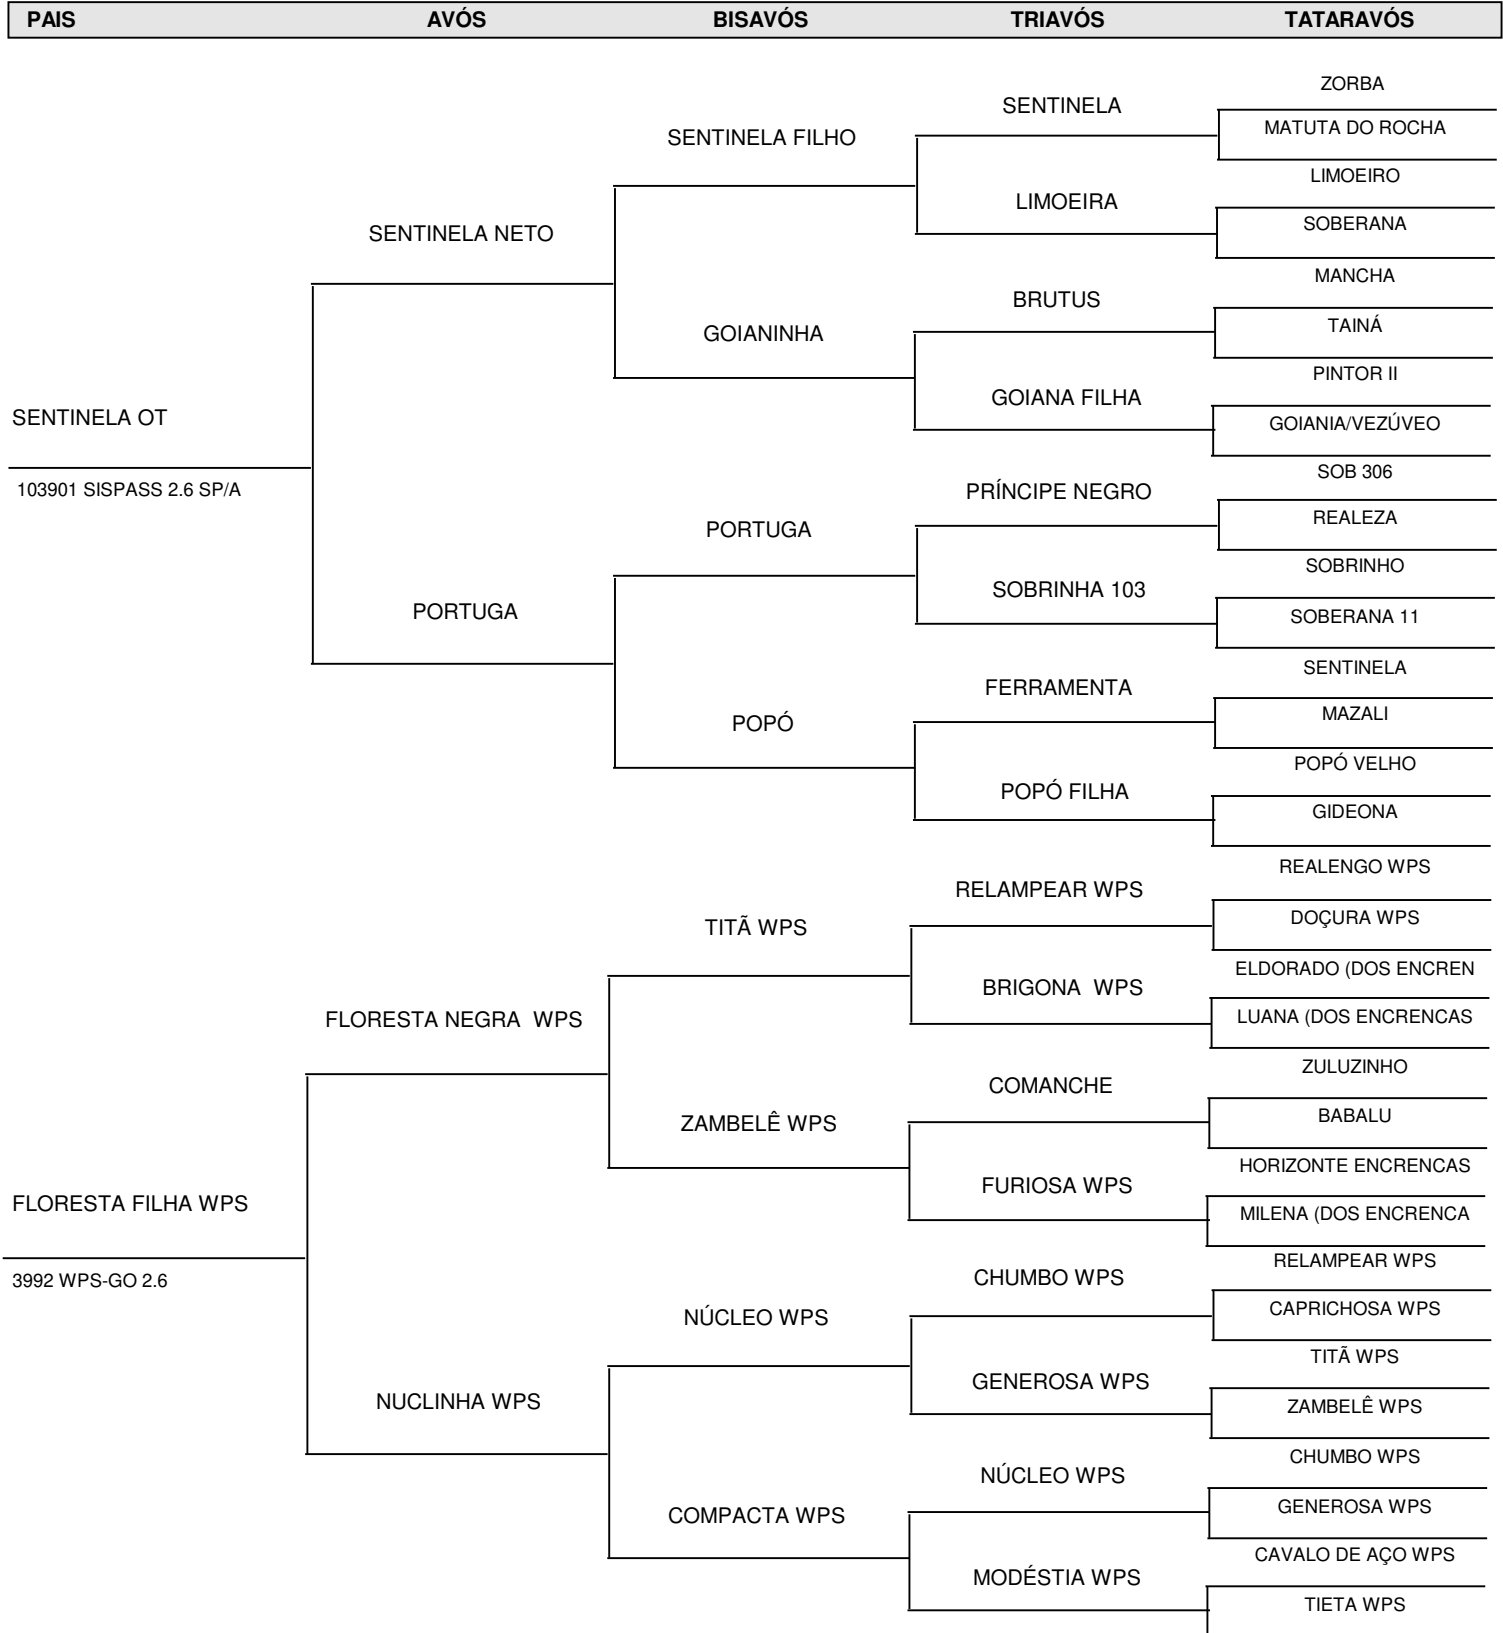 PAIS AVÓS BISAVÓS TRIAVÓS TATARAVÓS
ZORBA
SENTINELA
MATUTA DO ROCHA
SENTINELA FILHO
LIMOEIRO
LIMOEIRA
SOBERANA
SENTINELA NETO
MANCHA
BRUTUS
TAINÁ
GOIANINHA
PINTOR II
GOIANA FILHA
SENTINELA OT
GOIANIA/VEZÚVEO
SOB 306
103901 SISPASS 2.6 SP/A
PRÍNCIPE NEGRO
REALEZA
PORTUGA
SOBRINHO
SOBRINHA 103
PORTUGA
SOBERANA 11
SENTINELA
FERRAMENTA
MAZALI
POPÓ
POPÓ VELHO
POPÓ FILHA
GIDEONA
REALENGO WPS
RELAMPEAR WPS
DOÇURA WPS
TITÃ WPS
ELDORADO (DOS ENCREN
BRIGONA WPS
LUANA (DOS ENCRENCAS
FLORESTA NEGRA WPS
ZULUZINHO
COMANCHE
BABALU
ZAMBELÊ WPS
HORIZONTE ENCRENCAS
FURIOSA WPS
FLORESTA FILHA WPS
MILENA (DOS ENCRENCA
RELAMPEAR WPS
3992 WPS-GO 2.6
CHUMBO WPS
CAPRICHOSA WPS
NÚCLEO WPS
TITÃ WPS
GENEROSA WPS
NUCLINHA WPS
ZAMBELÊ WPS
CHUMBO WPS
NÚCLEO WPS
GENEROSA WPS
COMPACTA WPS
CAVALO DE AÇO WPS
MODÉSTIA WPS
TIETA WPS